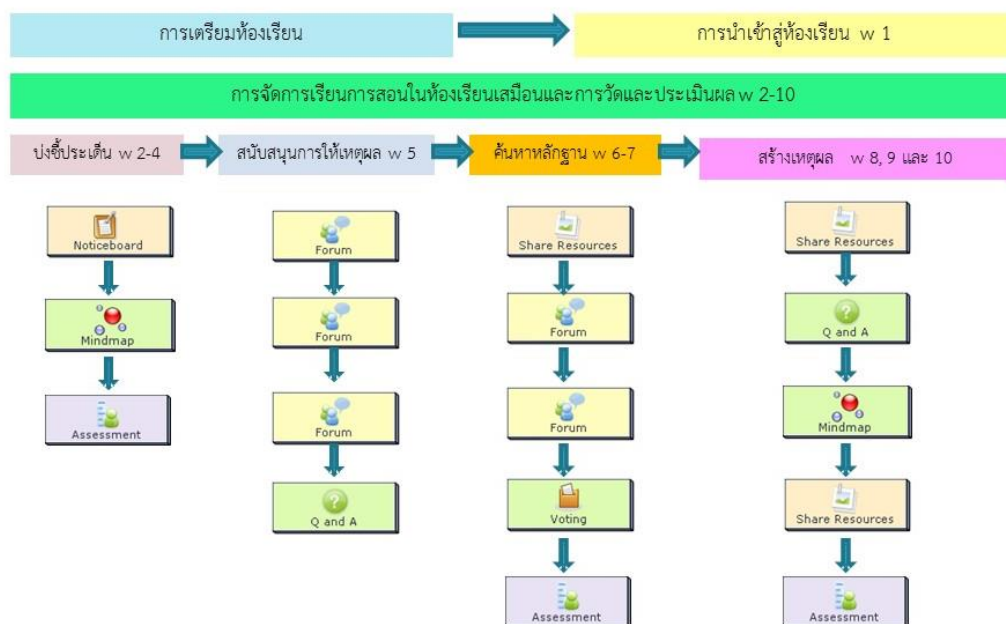 การเตรียมห้องเรียน
การนำเข้าสู่ห้องเรียน w 1
การจัดการเรียนการสอนในห้องเรียนเสมือนและการวัดและประเมินผล w 2-10
บ่งชี้ประเด็น w 2-4
สนับสนุนการให้เหตุผล w 5
ค้นหาหลักฐาน w 6-7
สร้างเหตุผล w 8, 9 และ 10
Noticeboard
Mindmap
Assessment
Forum
Forum
Forum
Q and A
Share Resources
Forum
Forum
Voting
Assessment
Share Resources
Q and A
Mindmap
Share Resources
Assessment